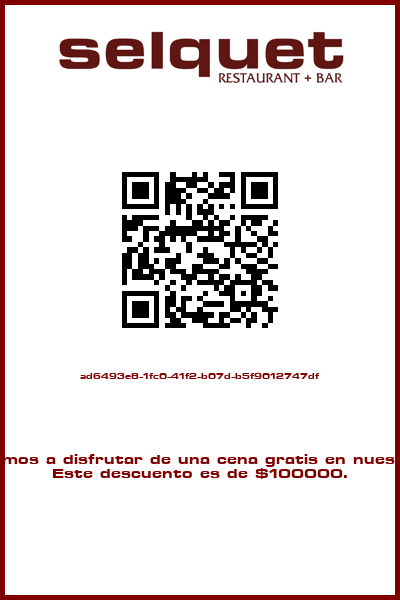 selquet
RESTAURANT + BAR
ad6493e8-1fc0-41f2-b07d-b5f9012747df
mos a disfrutar de una cena gratis en nues
Este descuento es de $100000.